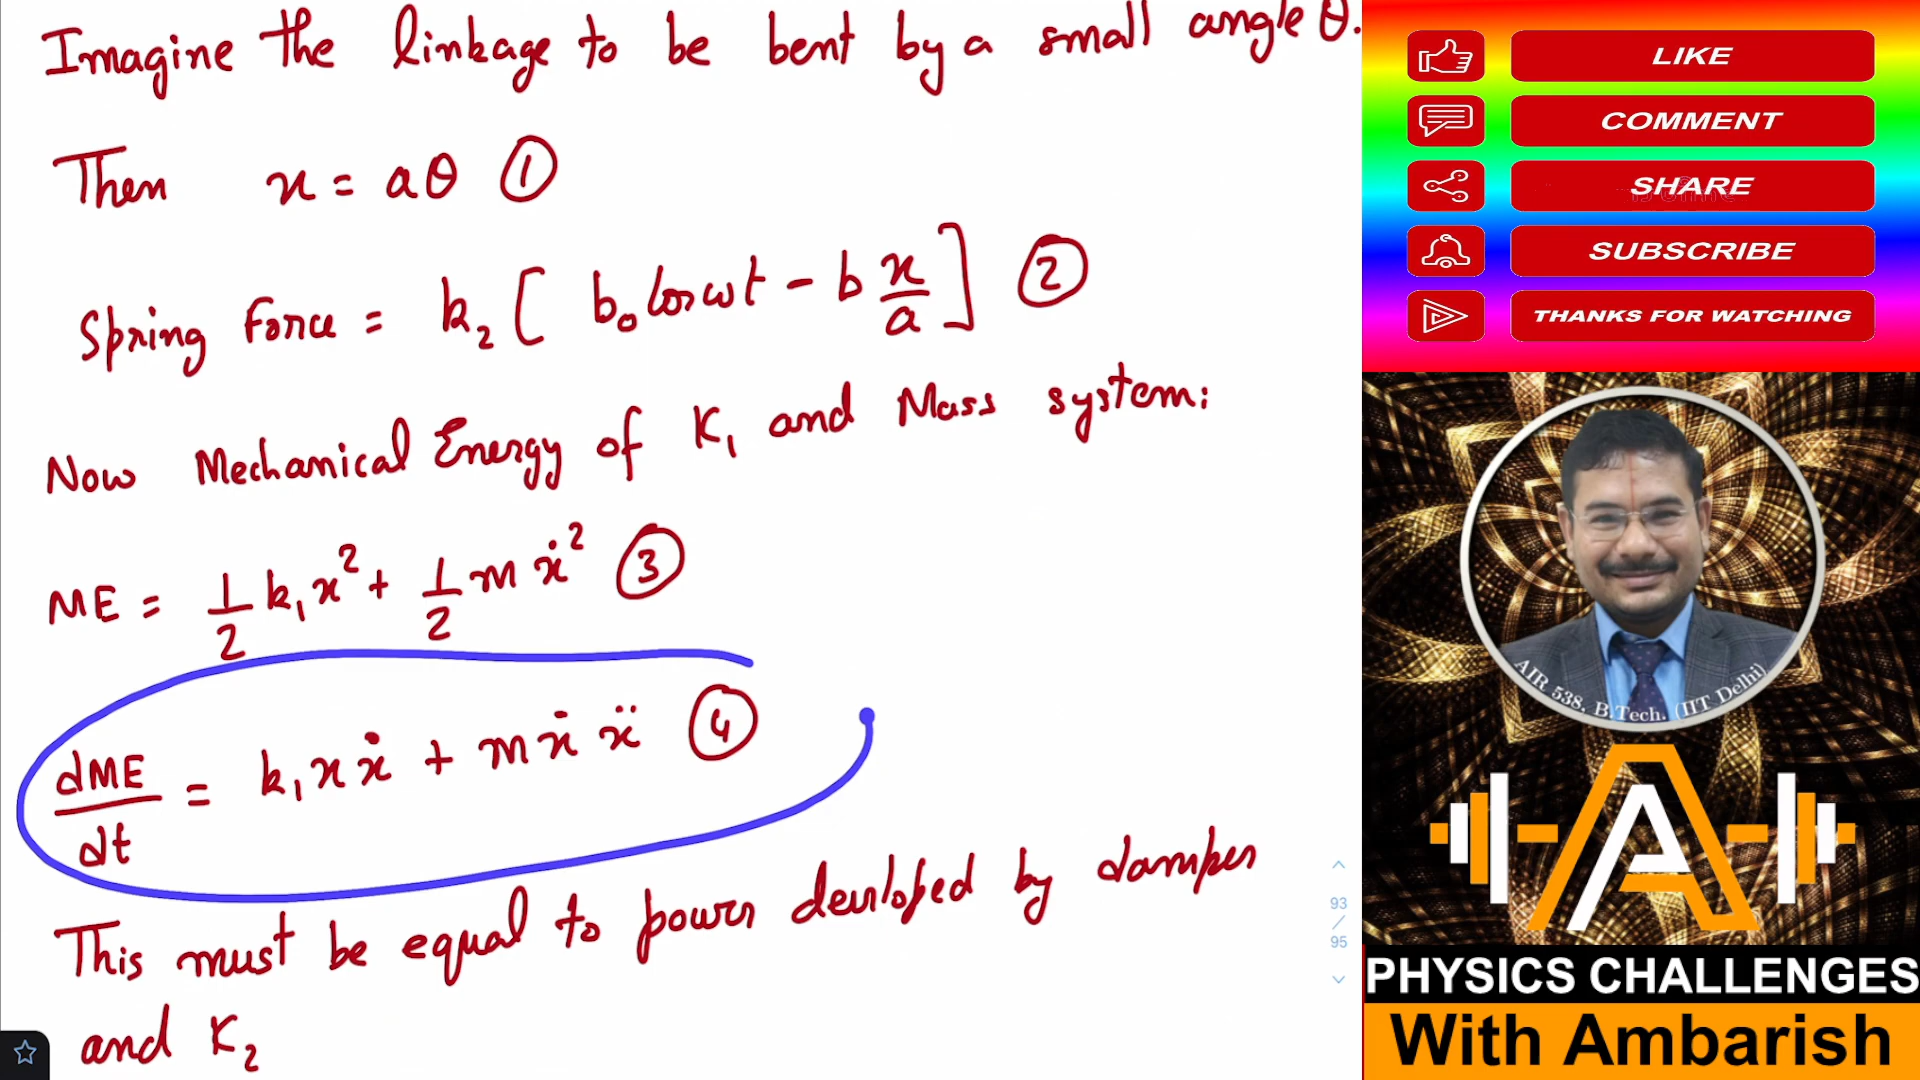 Imagine the linkage to be bent by a small angle θ.
Then x = aθ ①
Spring Force = k₂ [ b₀ cos ωt - b x/a ] ②
Now Mechanical Energy of K₁ and Mass system:
ME = 1/2 k₁x² + 1/2 m ẋ² ③
dME/dt = k₁xẋ + mẋẍ ④
This must be equal to power developed by damper
and K₂
93
/
95
LIKE
COMMENT
SHARE
SUBSCRIBE
THANKS FOR WATCHING
AIR 538, B.Tech. (IIT Delhi)
A
PHYSICS CHALLENGES
With Ambarish